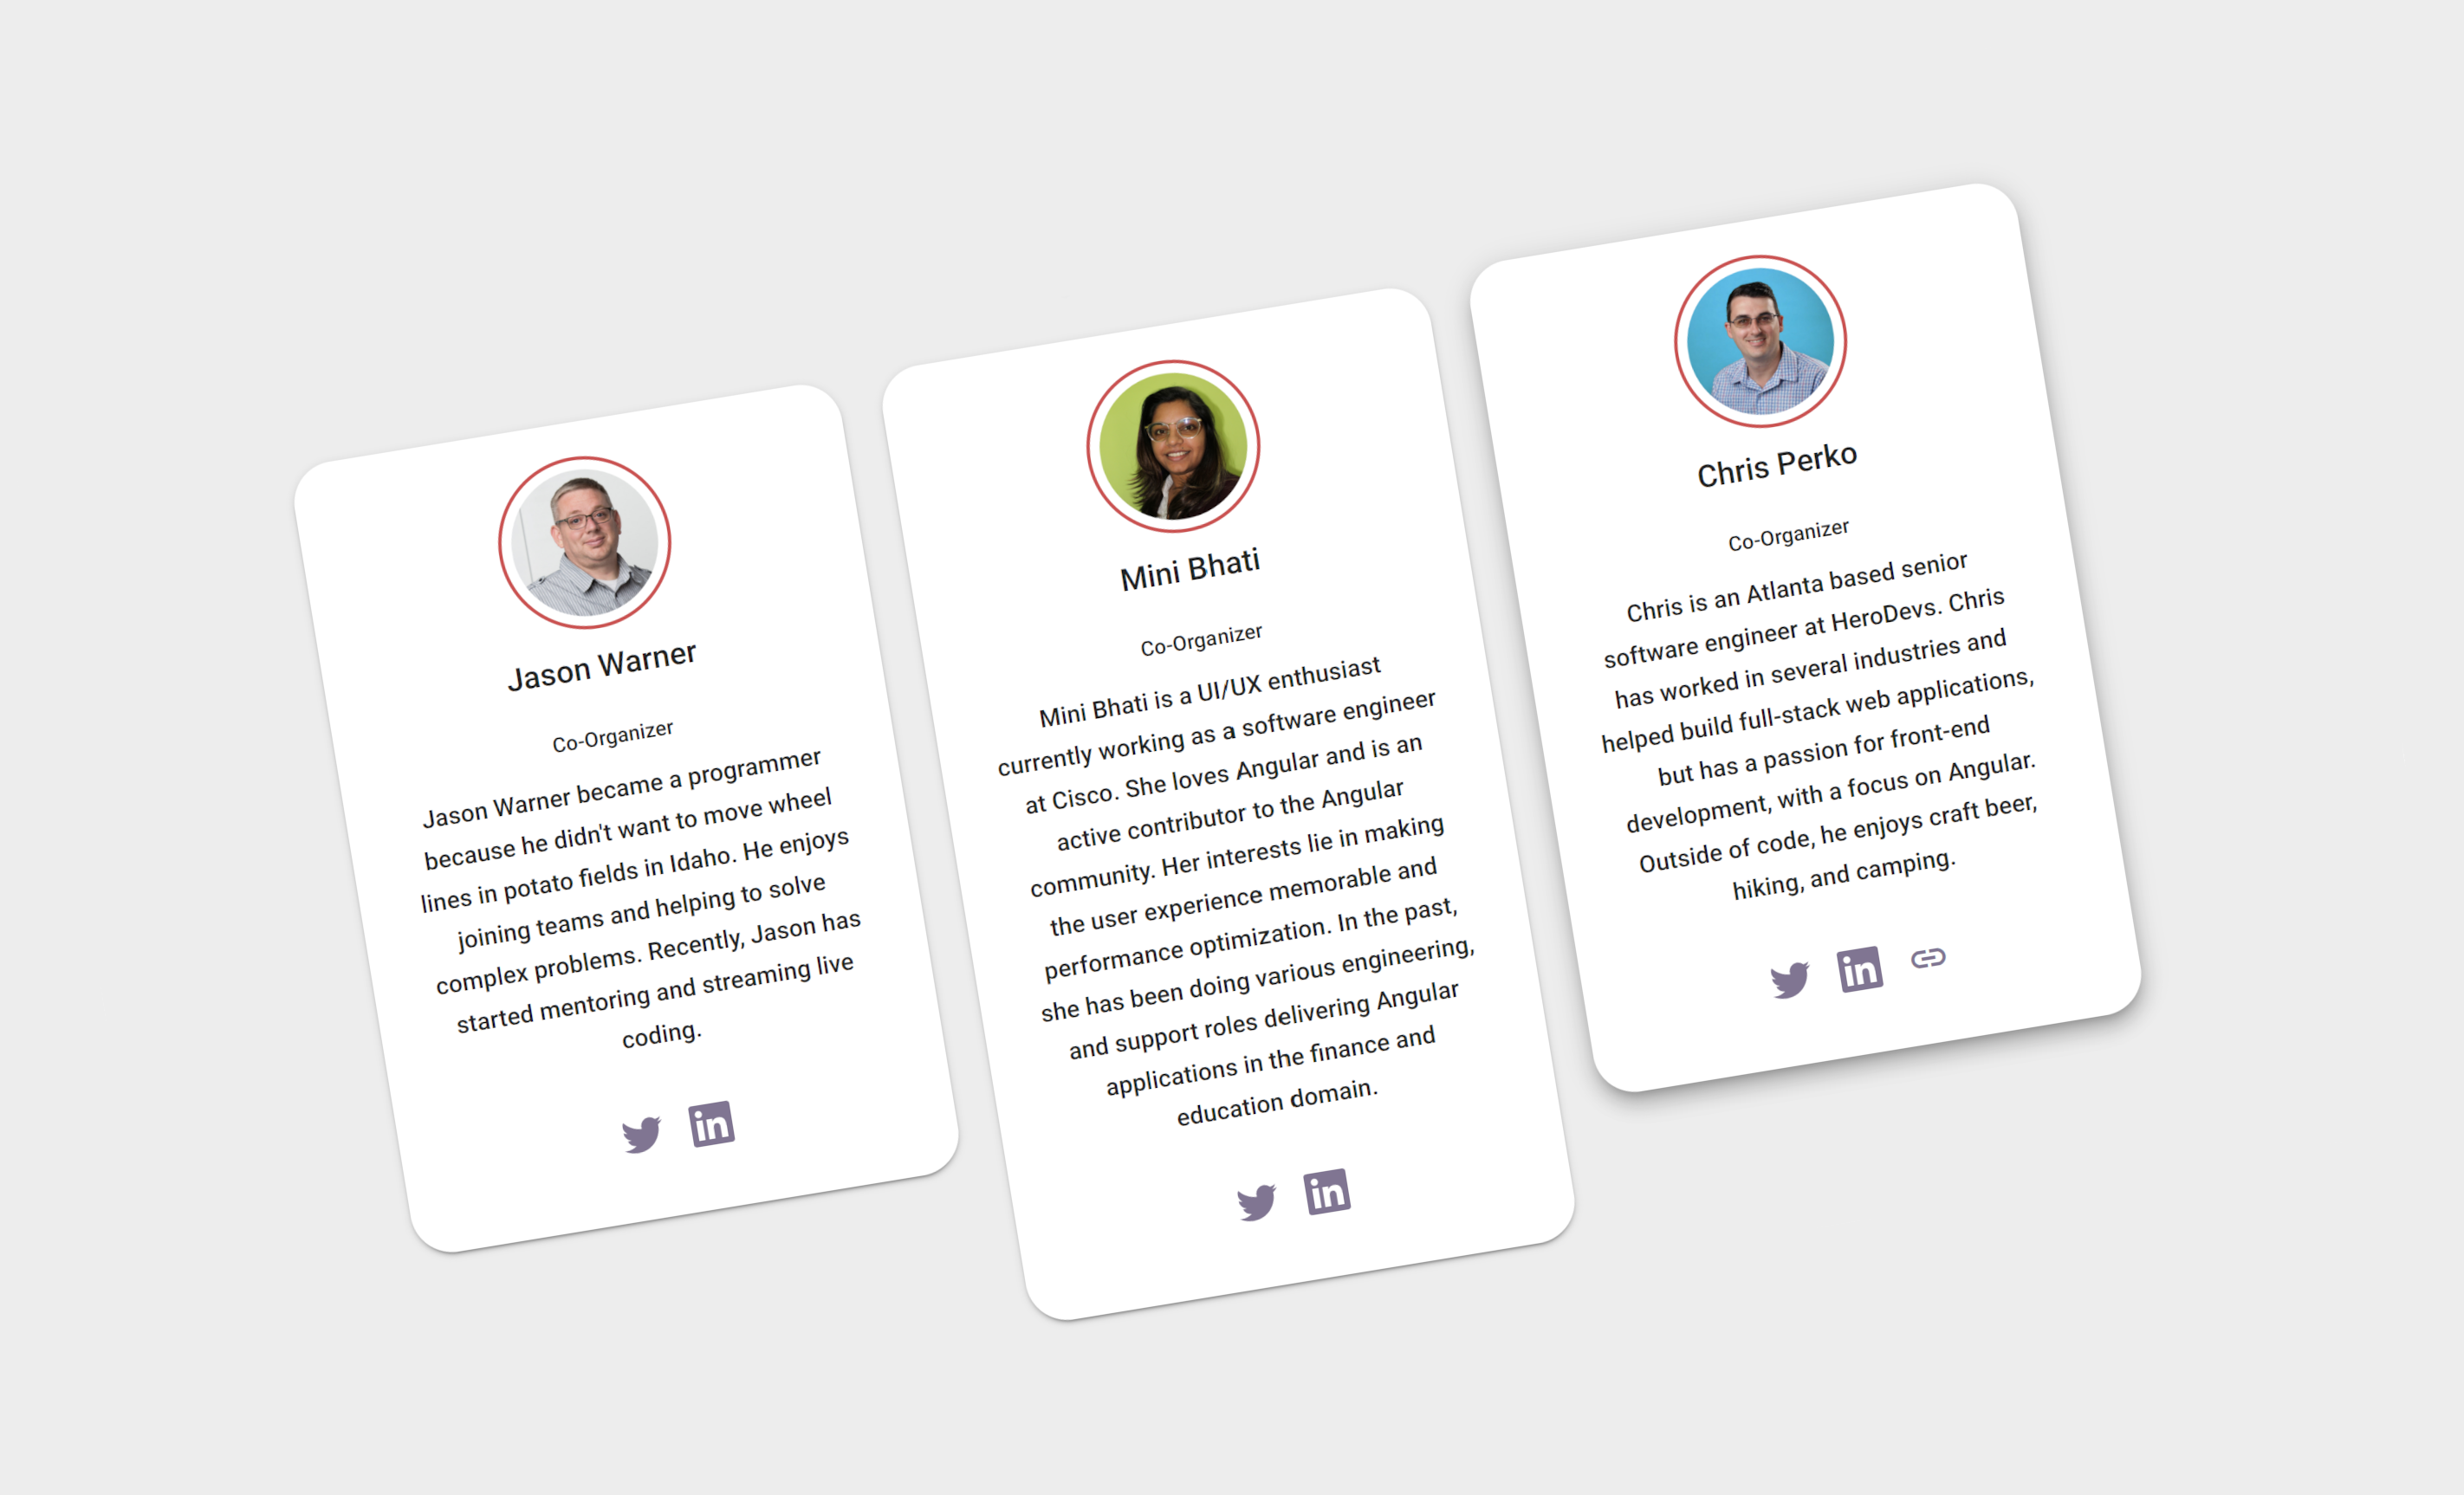 Jason Warner
Co-Organizer
Jason Warner became a programmer
because he didn't want to move wheel
lines in potato fields in Idaho. He enjoys
joining teams and helping to solve
complex problems. Recently, Jason has
started mentoring and streaming live
coding.
in
Mini Bhati
Co-Organizer
Mini Bhati is a UI/UX enthusiast
currently working as a software engineer
at Cisco. She loves Angular and is an
active contributor to the Angular
community. Her interests lie in making
the user experience memorable and
performance optimization. In the past,
she has been doing various engineering,
and support roles delivering Angular
applications in the finance and
education domain.
in
Chris Perko
Co-Organizer
Chris is an Atlanta based senior
software engineer at HeroDevs. Chris
has worked in several industries and
helped build full-stack web applications,
but has a passion for front-end
development, with a focus on Angular.
Outside of code, he enjoys craft beer,
hiking, and camping.
in